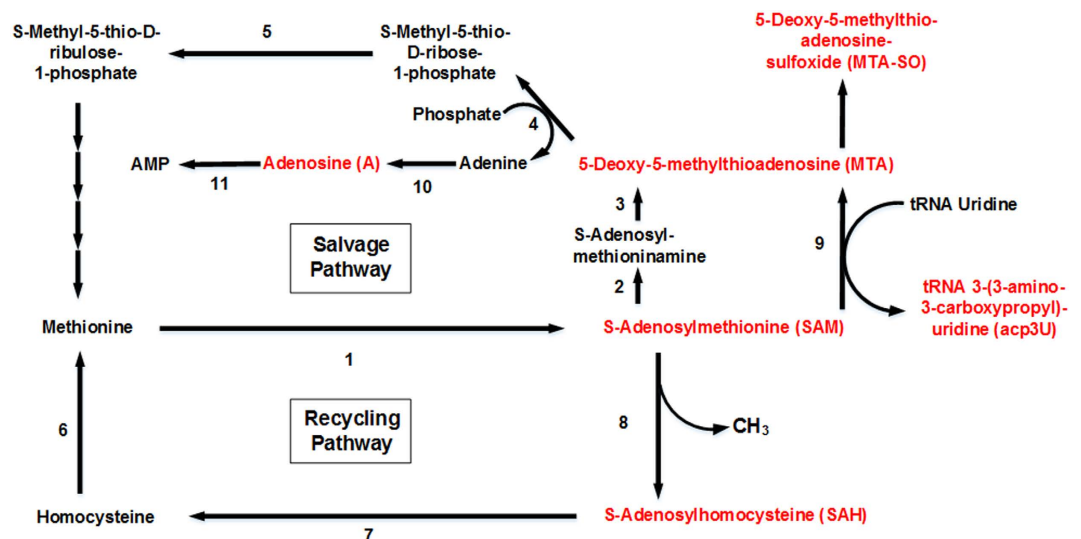 S-Methyl-5-thio-D-
ribulose-
1-phosphate
5
S-Methyl-5-thio-
D-ribose-
1-phosphate
5-Deoxy-5-methylthio-
adenosine-
sulfoxide (MTA-SO)
Phosphate
4
AMP
11
Adenosine (A)
10
Adenine
5-Deoxy-5-methylthioadenosine (MTA)
3
S-Adenosyl-
methioninamine
2
9
tRNA Uridine
tRNA 3-(3-amino-
3-carboxypropyl)-
uridine (acp3U)
Salvage
Pathway
Methionine
1
S-Adenosylmethionine (SAM)
Recycling
Pathway
6
8
CH3
Homocysteine
7
S-Adenosylhomocysteine (SAH)